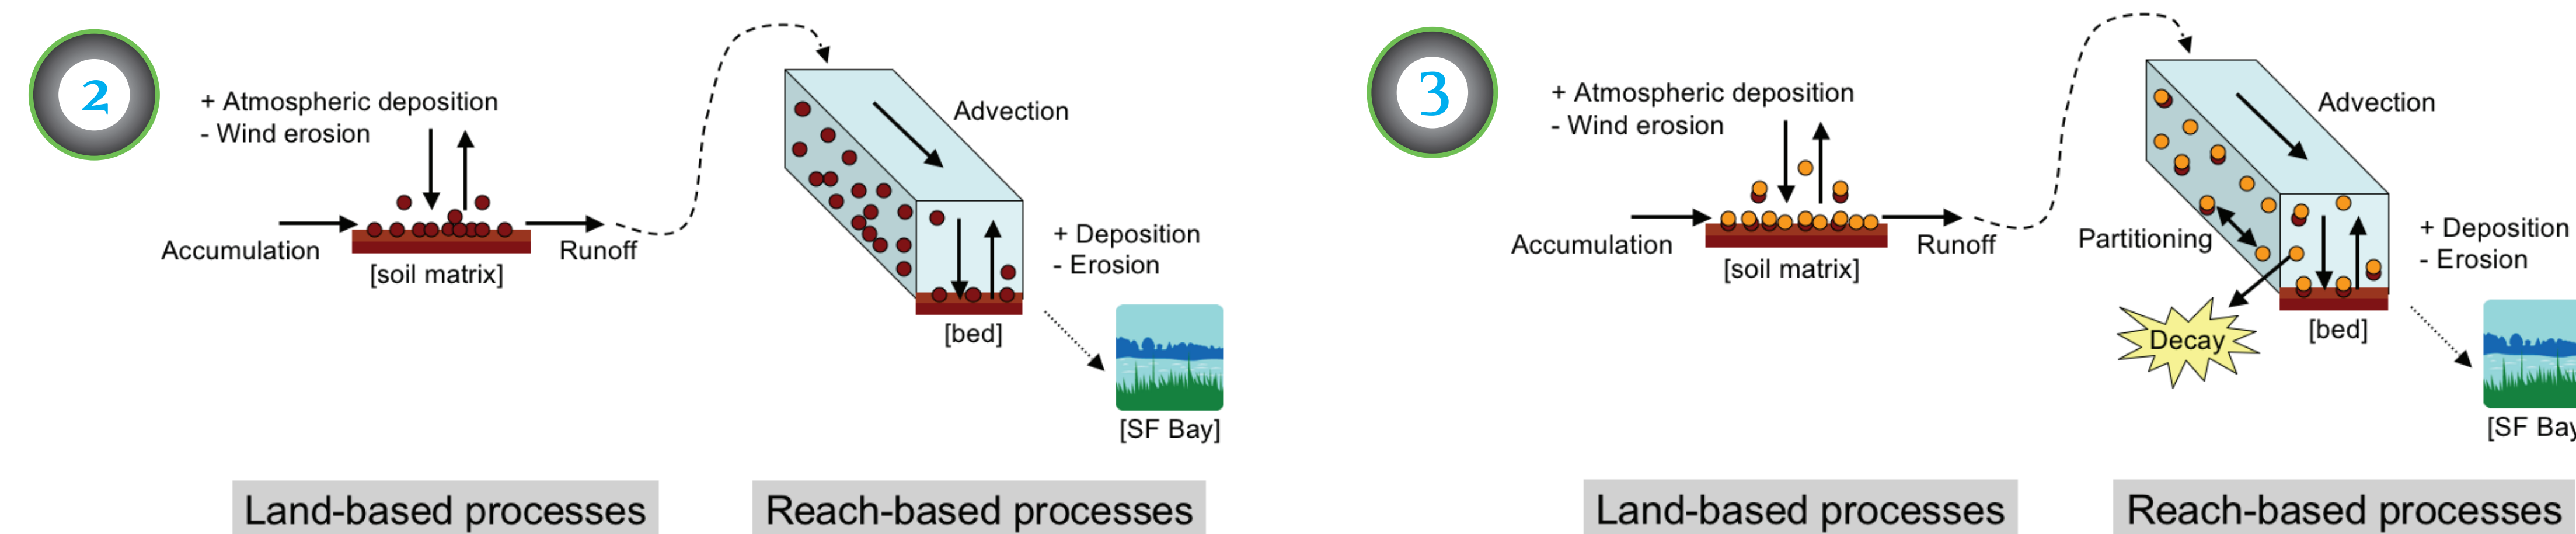 2
+ Atmospheric deposition
- Wind erosion
Accumulation
Runoff
[soil matrix]
Advection
+ Deposition
- Erosion
[bed]
[SF Bay]
Land-based processes
Reach-based processes
3
+ Atmospheric deposition
- Wind erosion
Accumulation
Runoff
[soil matrix]
Advection
Partitioning
+ Deposition
- Erosion
Decay
[bed]
[SF Bay
Land-based processes
Reach-based processes